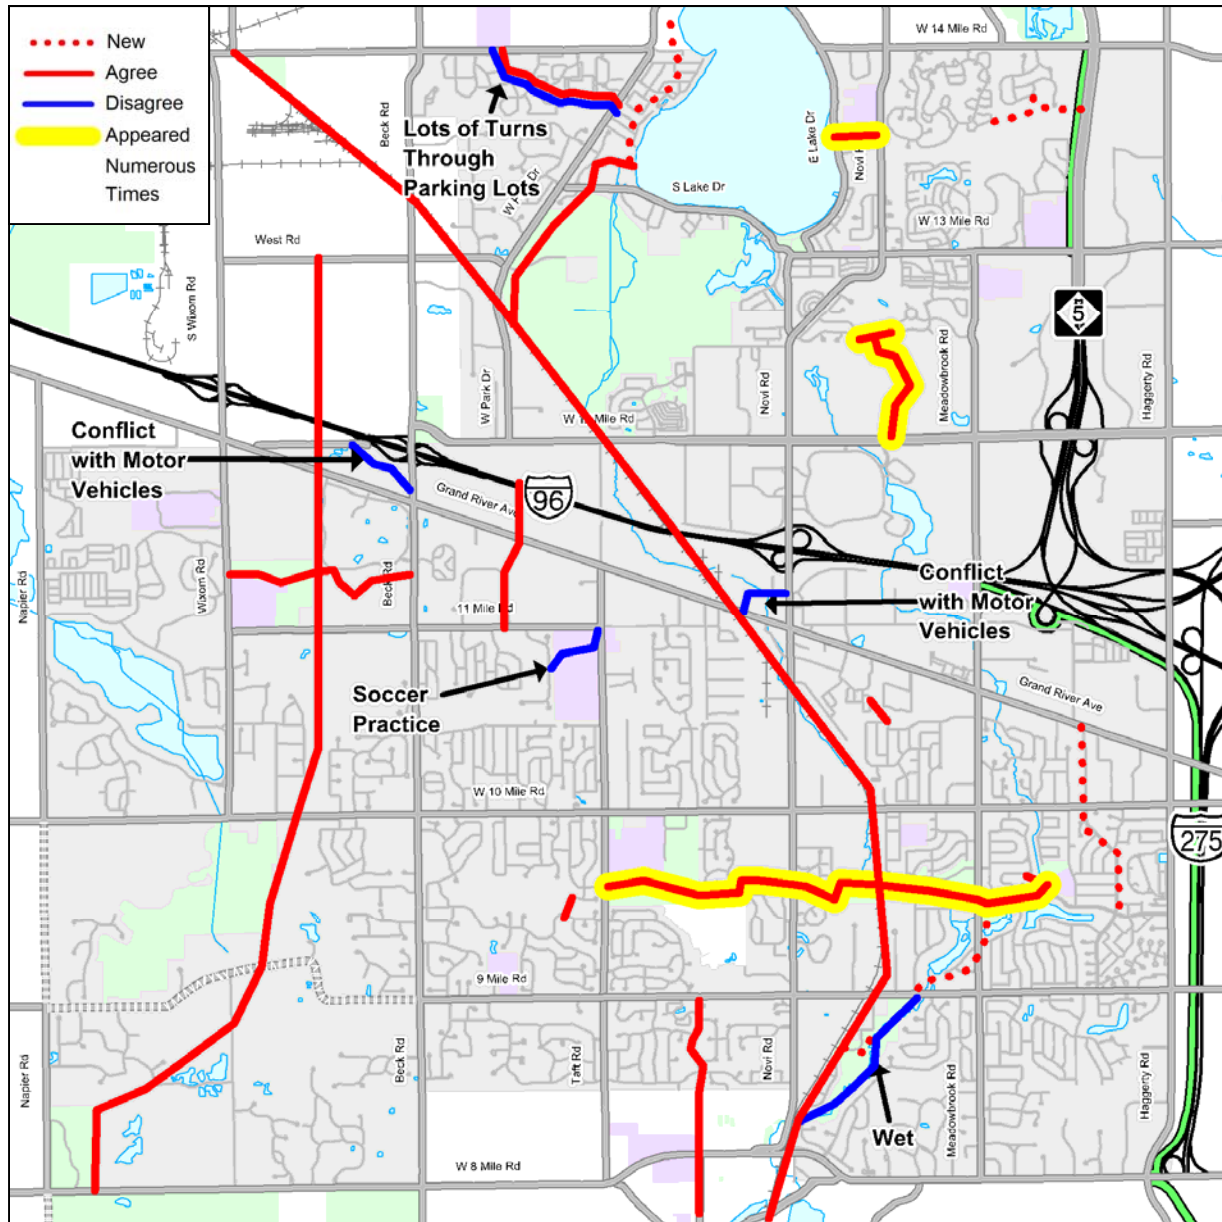 New
Agree
Disagree
Appeared
Numerous
Times
W 14 Mile Rd
Beck Rd
Lots of Turns
Through
Parking Lots
E Lake Dr
Novi
S Lake Dr
W 13 Mile Rd
West Rd
S Wixom Rd
5
W Park Dr
Novi Rd
Meadowbrook Rd
Haggerty Rd
Mile Rd
Conflict
with Motor
Vehicles
96
Grand River Ave
Napier Rd
Wixom Rd
Beck Rd
11 Mile Rd
Conflict
with Motor
Vehicles
Soccer
Practice
Grand River Ave
W 10 Mile Rd
275
9 Mile Rd
Napier Rd
Beck Rd
Taft Rd
Novi Rd
Meadowbrook Rd
Haggerty Rd
Wet
W 8 Mile Rd